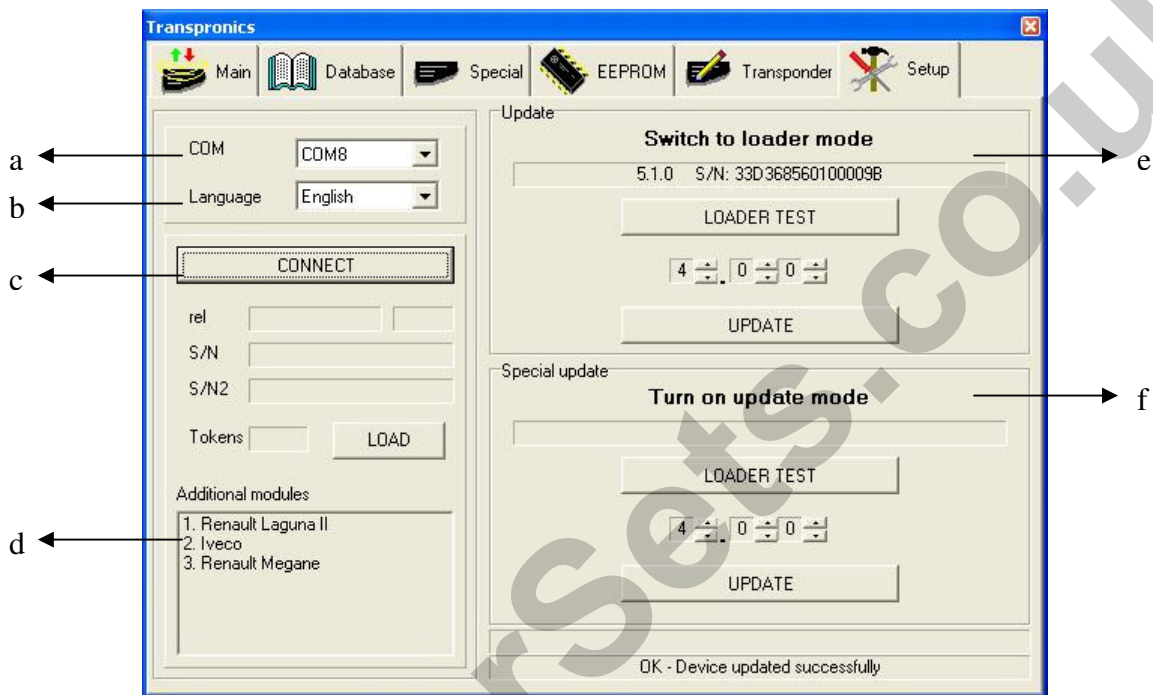 Transpronics
Main Database Special EEPROM Transponder Setup
a
COM COM8
b
Language English
c
CONNECT
rel
S/N
S/N2
Tokens LOAD
Additional modules
d
1. Renault Laguna II
2. Iveco
3. Renault Megane
Update
Switch to loader mode
e
5.1.0 S/N: 33D368560100009B
LOADER TEST
4 . 0 0
UPDATE
Special update
Turn on update mode
f
LOADER TEST
4 . 0 0
UPDATE
OK - Device updated successfully
rSets.co.u